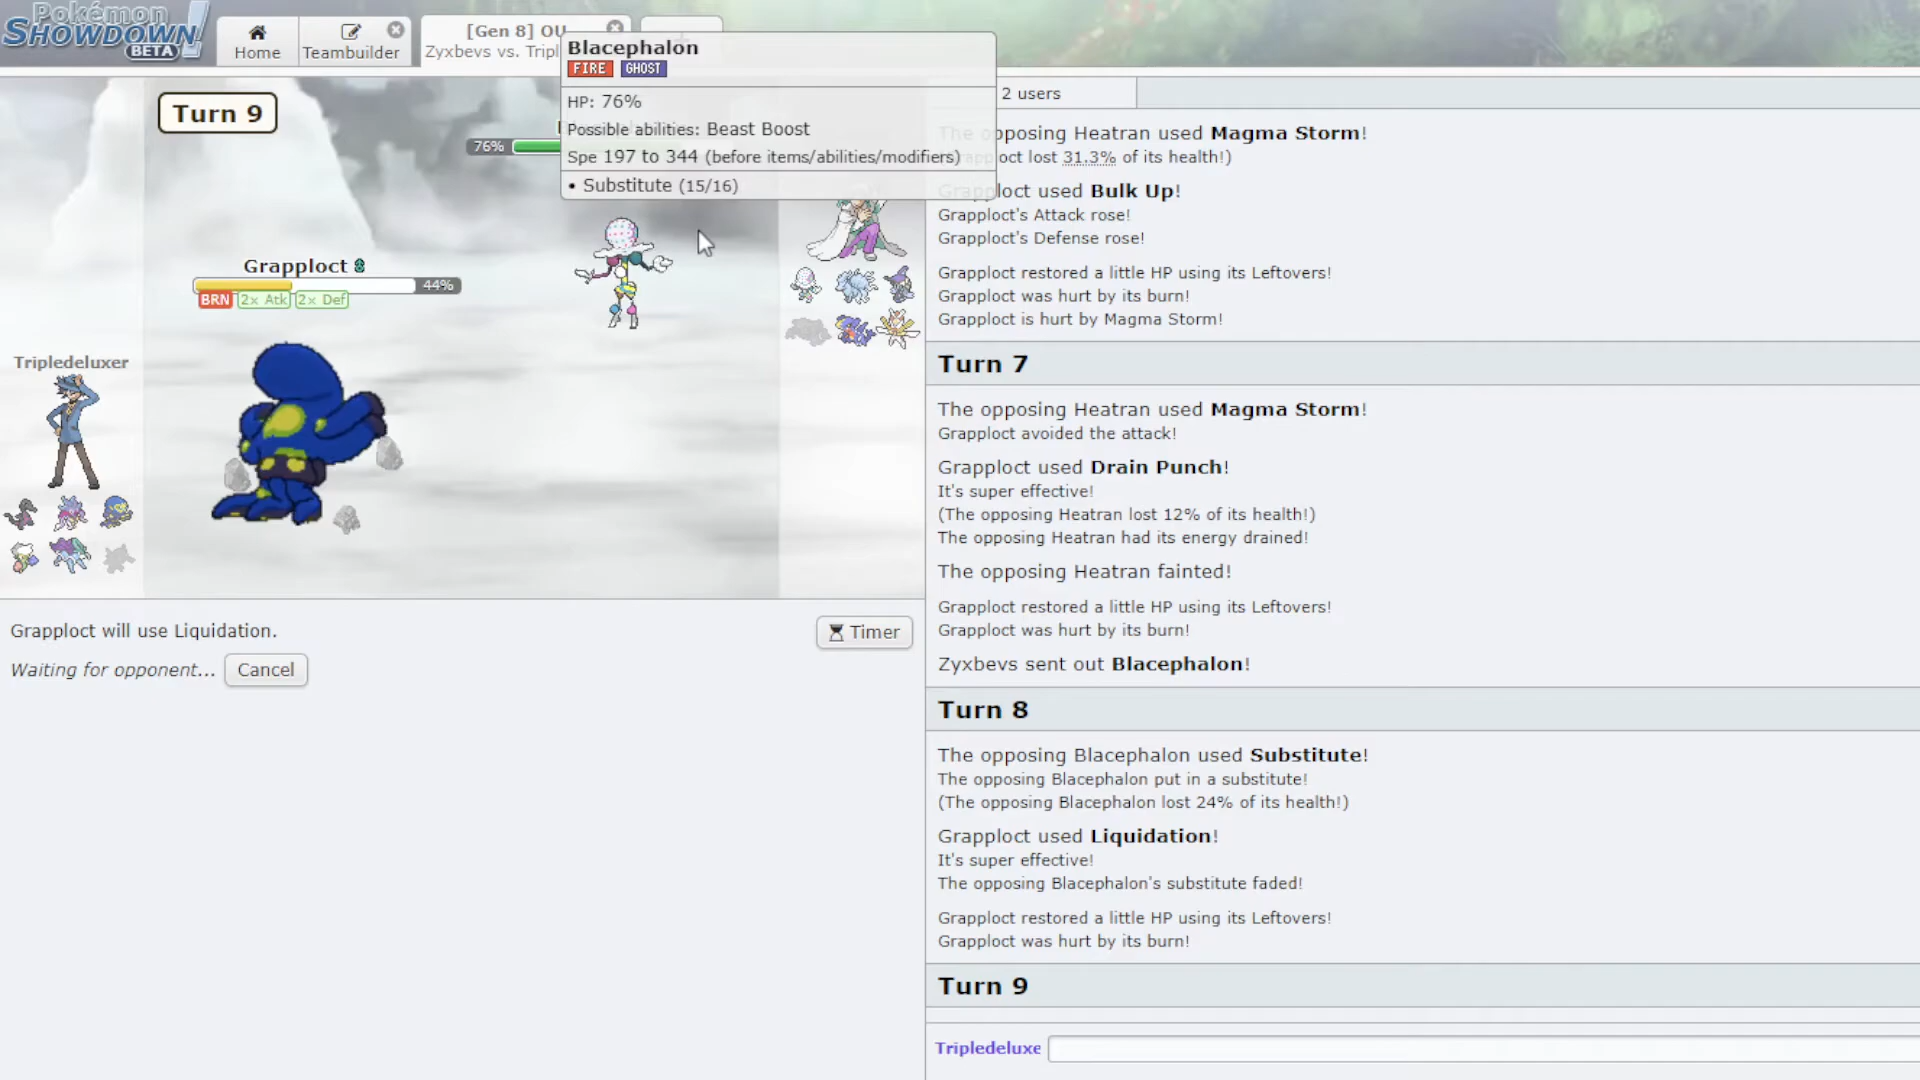 Pokémon
SHOWDOWN!
BETA
Home
Teambuilder
[Gen 8] OU
Zyxbevs vs. Tripl
Blacephalon
FIRE GHOST
HP: 76%
Possible abilities: Beast Boost
Spe 197 to 344 (before items/abilities/modifiers)
• Substitute (15/16)
2 users
Turn 9
76%
Grapploct
44%
BRN 2x Atk 2x Def
Tripledeluxer
Grapploct will use Liquidation.
Timer
Waiting for opponent...
Cancel
The opposing Heatran used Magma Storm!
ploct lost 31.3% of its health!)
loct used Bulk Up!
Grapploct's Attack rose!
Grapploct's Defense rose!
Grapploct restored a little HP using its Leftovers!
Grapploct was hurt by its burn!
Grapploct is hurt by Magma Storm!
Turn 7
The opposing Heatran used Magma Storm!
Grapploct avoided the attack!
Grapploct used Drain Punch!
It's super effective!
(The opposing Heatran lost 12% of its health!)
The opposing Heatran had its energy drained!
The opposing Heatran fainted!
Grapploct restored a little HP using its Leftovers!
Grapploct was hurt by its burn!
Zyxbevs sent out Blacephalon!
Turn 8
The opposing Blacephalon used Substitute!
The opposing Blacephalon put in a substitute!
(The opposing Blacephalon lost 24% of its health!)
Grapploct used Liquidation!
It's super effective!
The opposing Blacephalon's substitute faded!
Grapploct restored a little HP using its Leftovers!
Grapploct was hurt by its burn!
Turn 9
Tripledeluxe